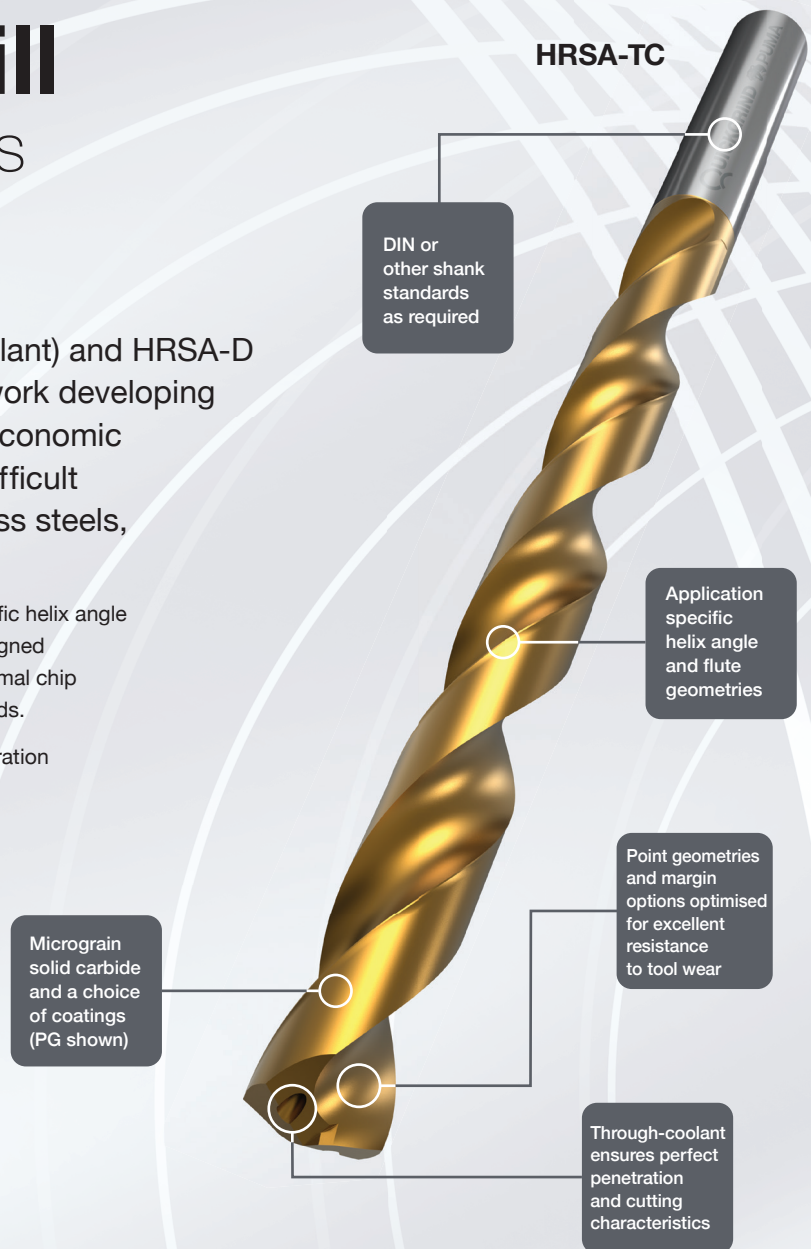 ill
s
HRSA-TC
DIN or
other shank
standards
as required
lant) and HRSA-D
work developing
economic
fficult
ss steels,
fic helix angle
gned
mal chip
ds.
ration
Application
specific
helix angle
and flute
geometries
Point geometries
and margin
options optimised
for excellent
resistance
to tool wear
Micrograin
solid carbide
and a choice
of coatings
(PG shown)
Through-coolant
ensures perfect
penetration
and cutting
characteristics